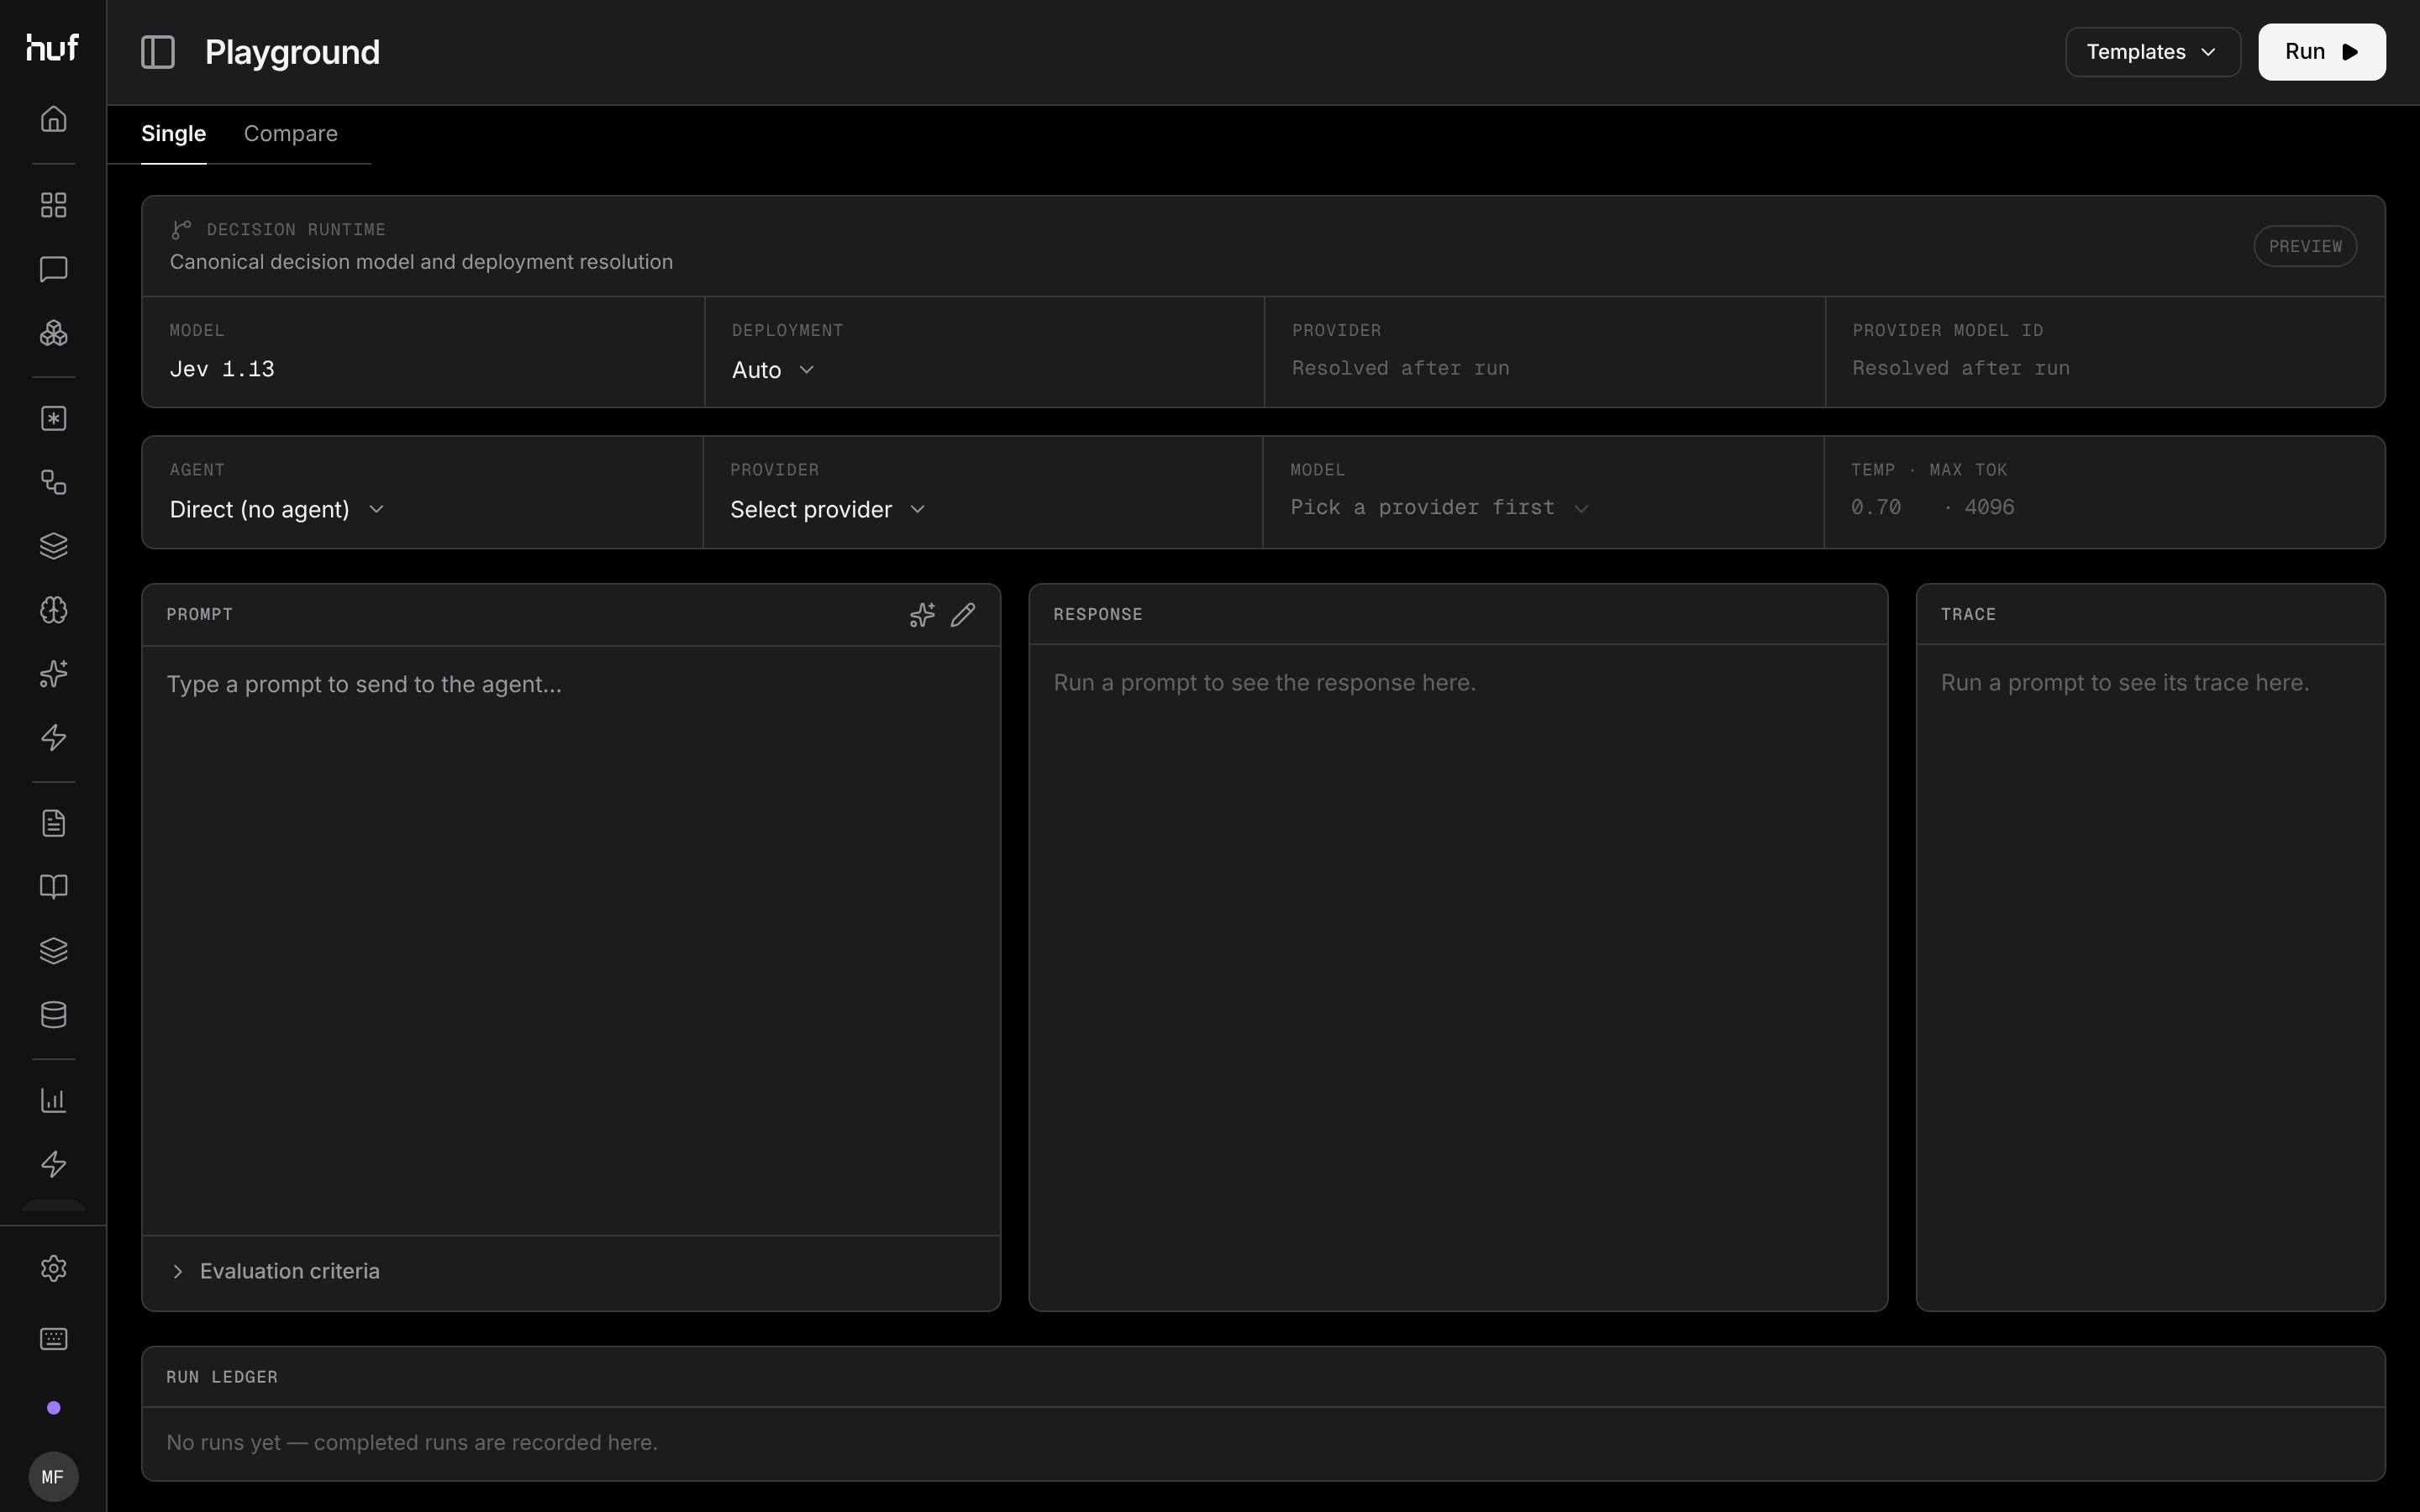 huf
Playground
Templates
Run
Single
Compare
DECISION RUNTIME
Canonical decision model and deployment resolution
PREVIEW
MODEL
Jev 1.13
DEPLOYMENT
Auto
PROVIDER
Resolved after run
PROVIDER MODEL ID
Resolved after run
AGENT
Direct (no agent)
PROVIDER
Select provider
MODEL
Pick a provider first
TEMP · MAX TOK
0.70 · 4096
PROMPT
Type a prompt to send to the agent...
Evaluation criteria
RESPONSE
Run a prompt to see the response here.
TRACE
Run a prompt to see its trace here.
RUN LEDGER
No runs yet — completed runs are recorded here.
MF